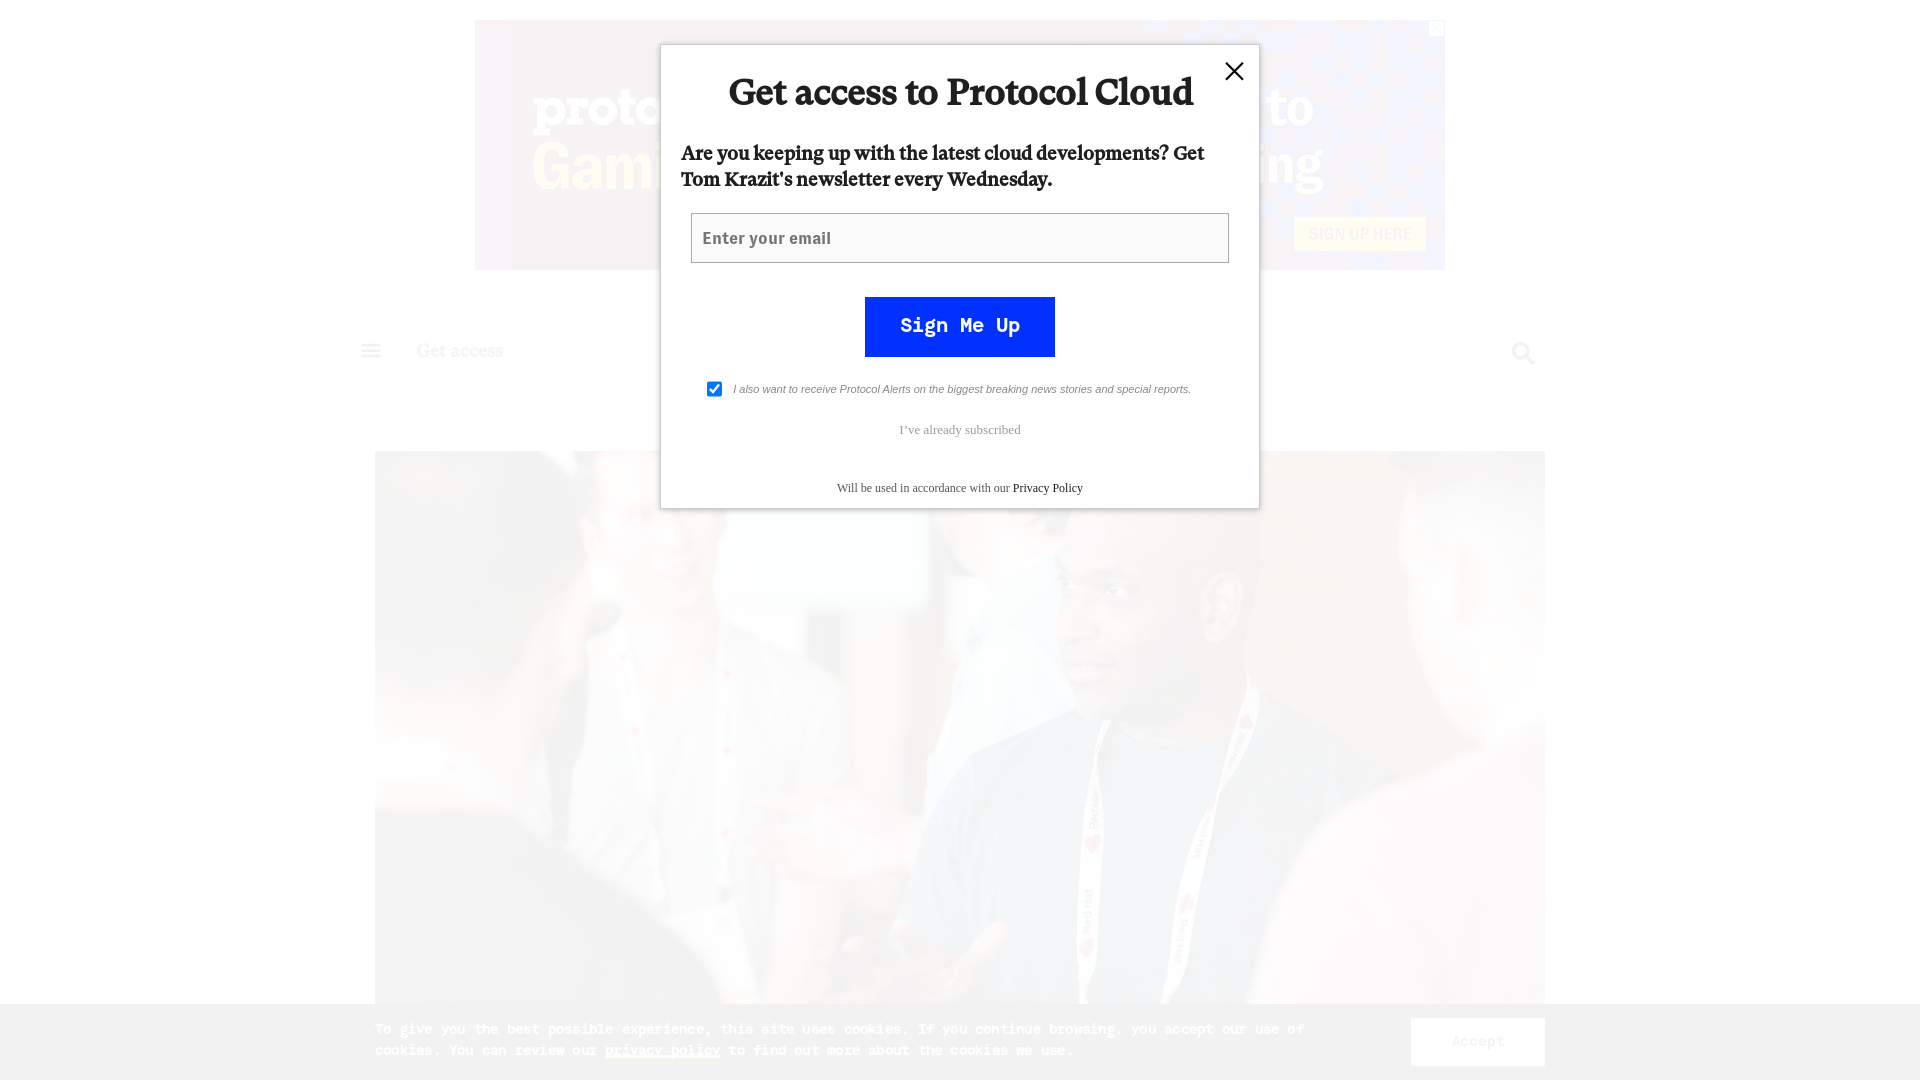 Get access to Protocol Cloud
Are you keeping up with the latest cloud developments? Get
Tom Krazit's newsletter every Wednesday.
Enter your email
Sign Me Up
I also want to receive Protocol Alerts on the biggest breaking news stories and special reports.
I've already subscribed
Will be used in accordance with our Privacy Policy
to
ing
SIGN UP HERE
Get access
Red Hat
To give you the best possible experience, this site uses cookies. If you continue browsing. you accept our use of
cookies. You can review our privacy policy to find out more about the cookies we use.
Accept